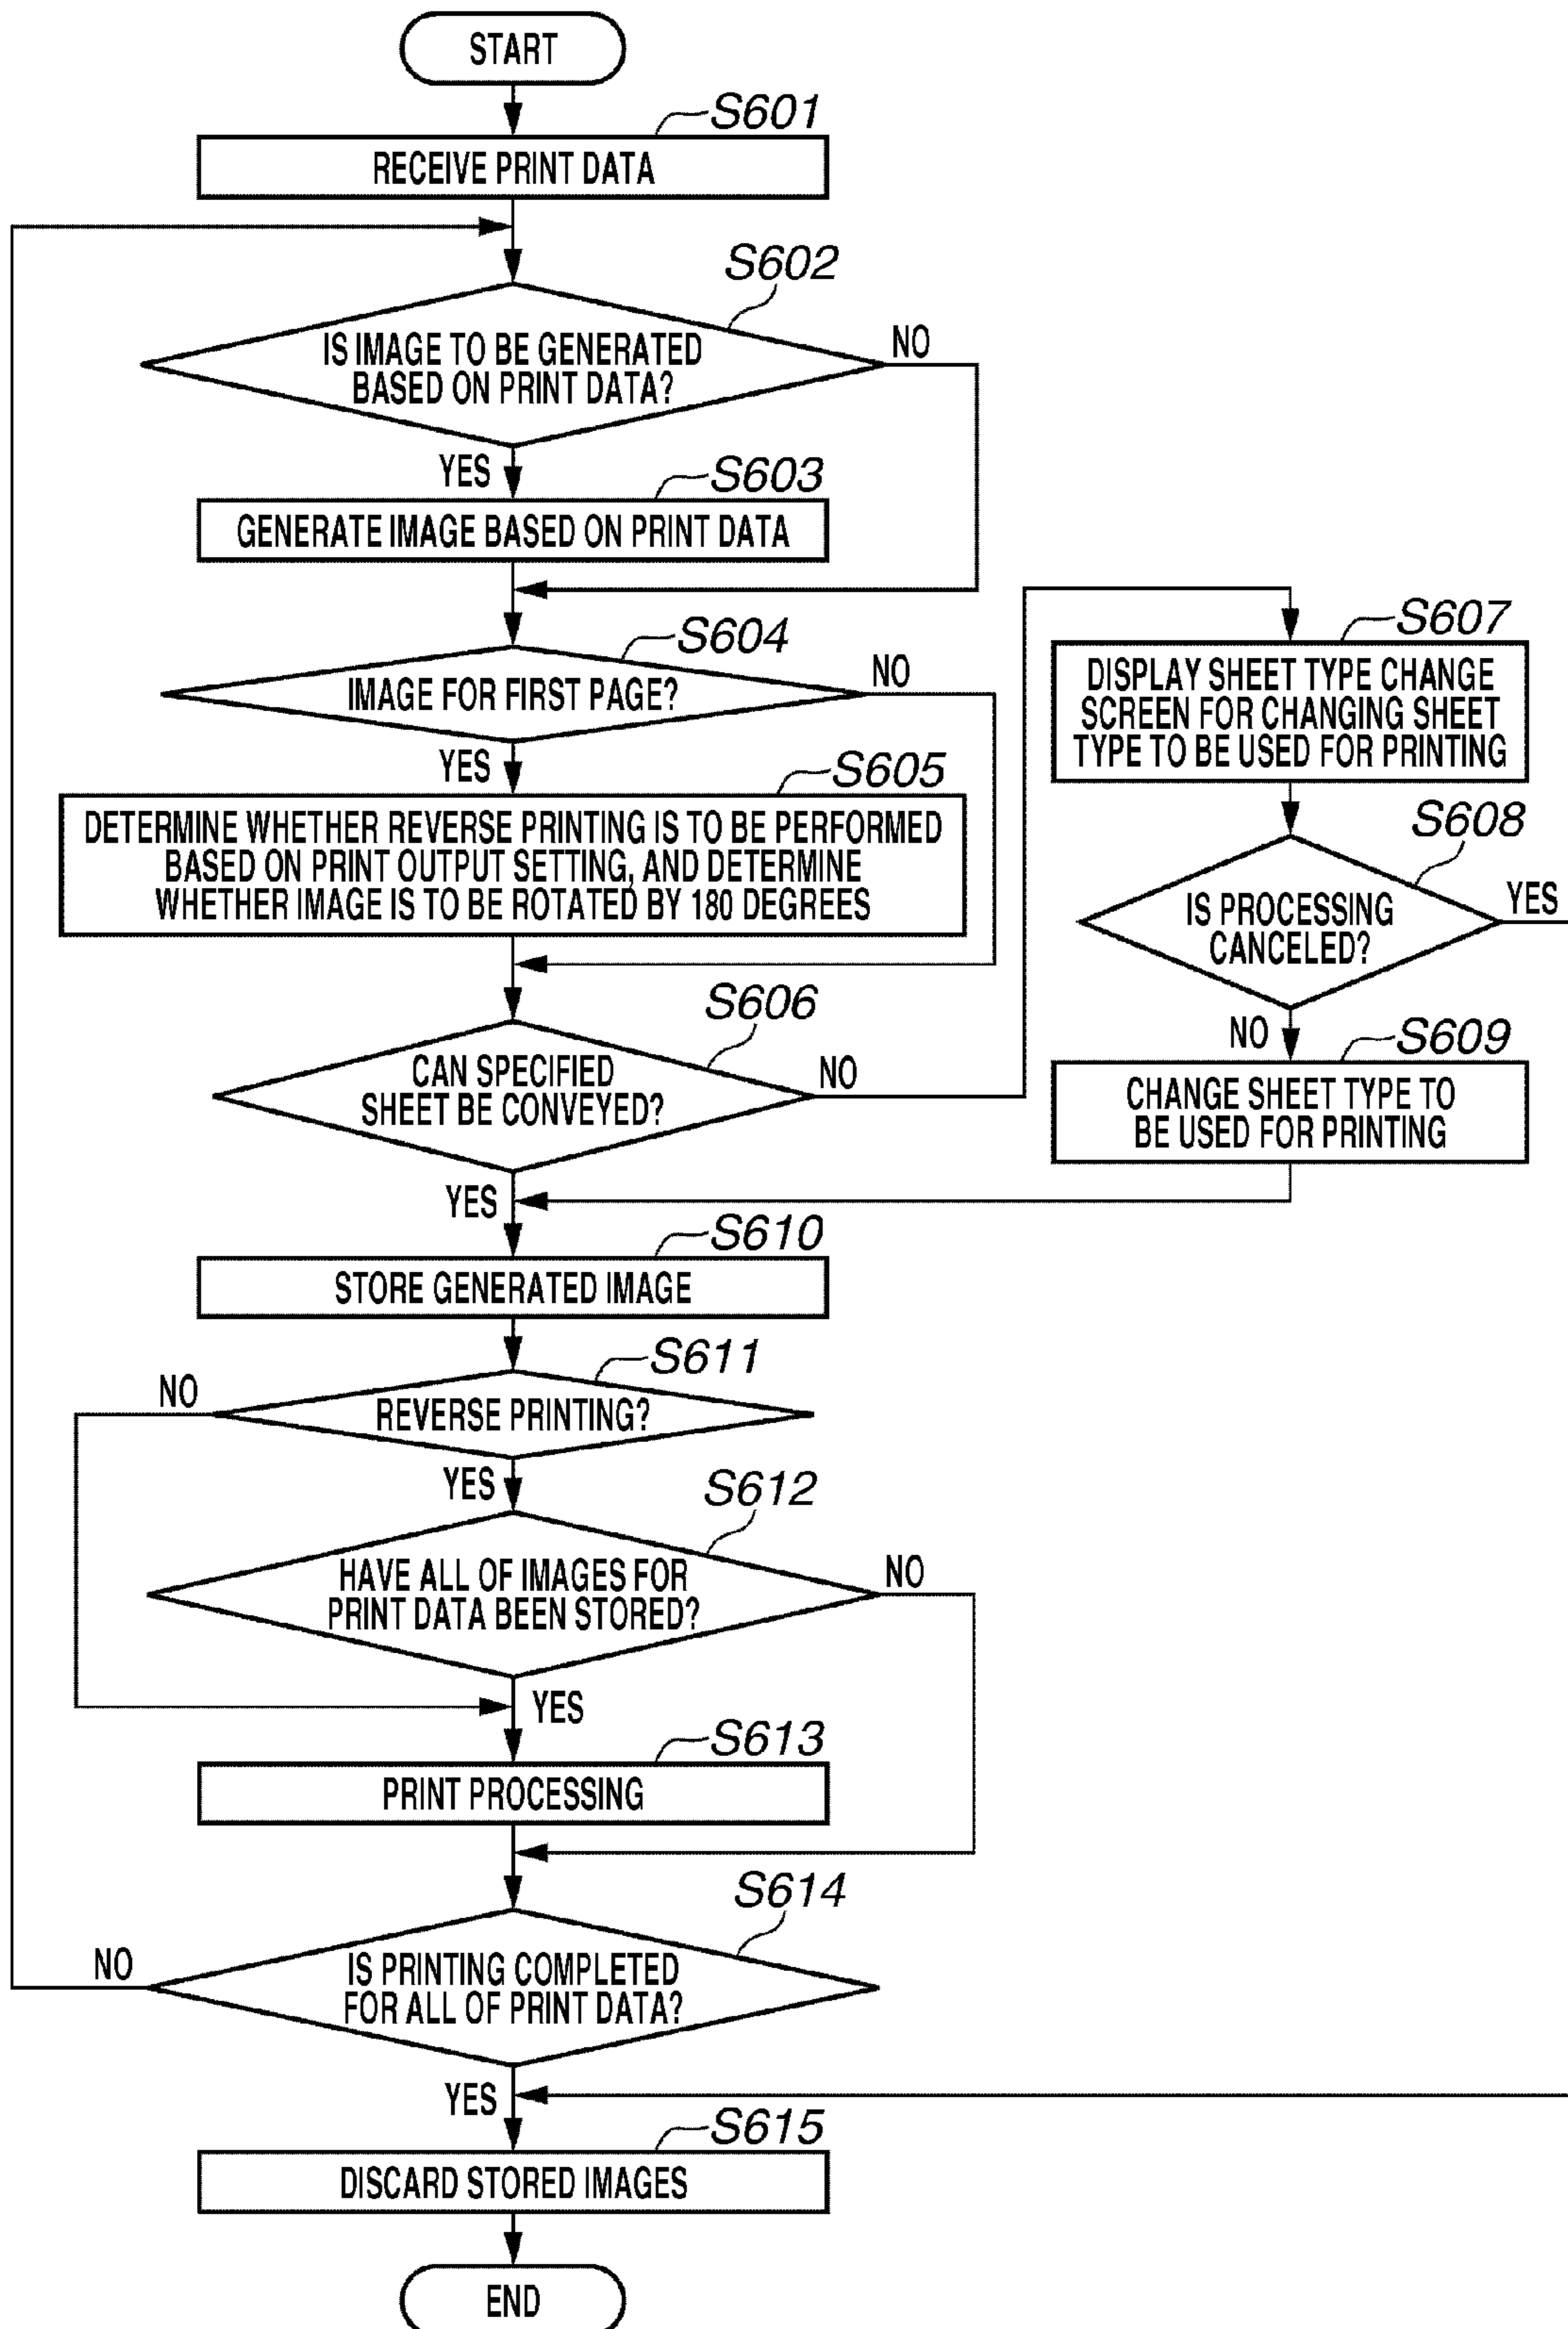 START
S601
RECEIVE PRINT DATA
S602
IS IMAGE TO BE GENERATED
BASED ON PRINT DATA?
NO
YES
S603
GENERATE IMAGE BASED ON PRINT DATA
S604
IMAGE FOR FIRST PAGE?
NO
YES
S605
DETERMINE WHETHER REVERSE PRINTING IS TO BE PERFORMED
BASED ON PRINT OUTPUT SETTING, AND DETERMINE
WHETHER IMAGE IS TO BE ROTATED BY 180 DEGREES
S606
CAN SPECIFIED
SHEET BE CONVEYED?
NO
YES
S607
DISPLAY SHEET TYPE CHANGE
SCREEN FOR CHANGING SHEET
TYPE TO BE USED FOR PRINTING
S608
IS PROCESSING
CANCELED?
YES
NO
S609
CHANGE SHEET TYPE TO
BE USED FOR PRINTING
S610
STORE GENERATED IMAGE
S611
REVERSE PRINTING?
NO
YES
S612
HAVE ALL OF IMAGES FOR
PRINT DATA BEEN STORED?
NO
YES
S613
PRINT PROCESSING
S614
IS PRINTING COMPLETED
FOR ALL OF PRINT DATA?
NO
YES
S615
DISCARD STORED IMAGES
END